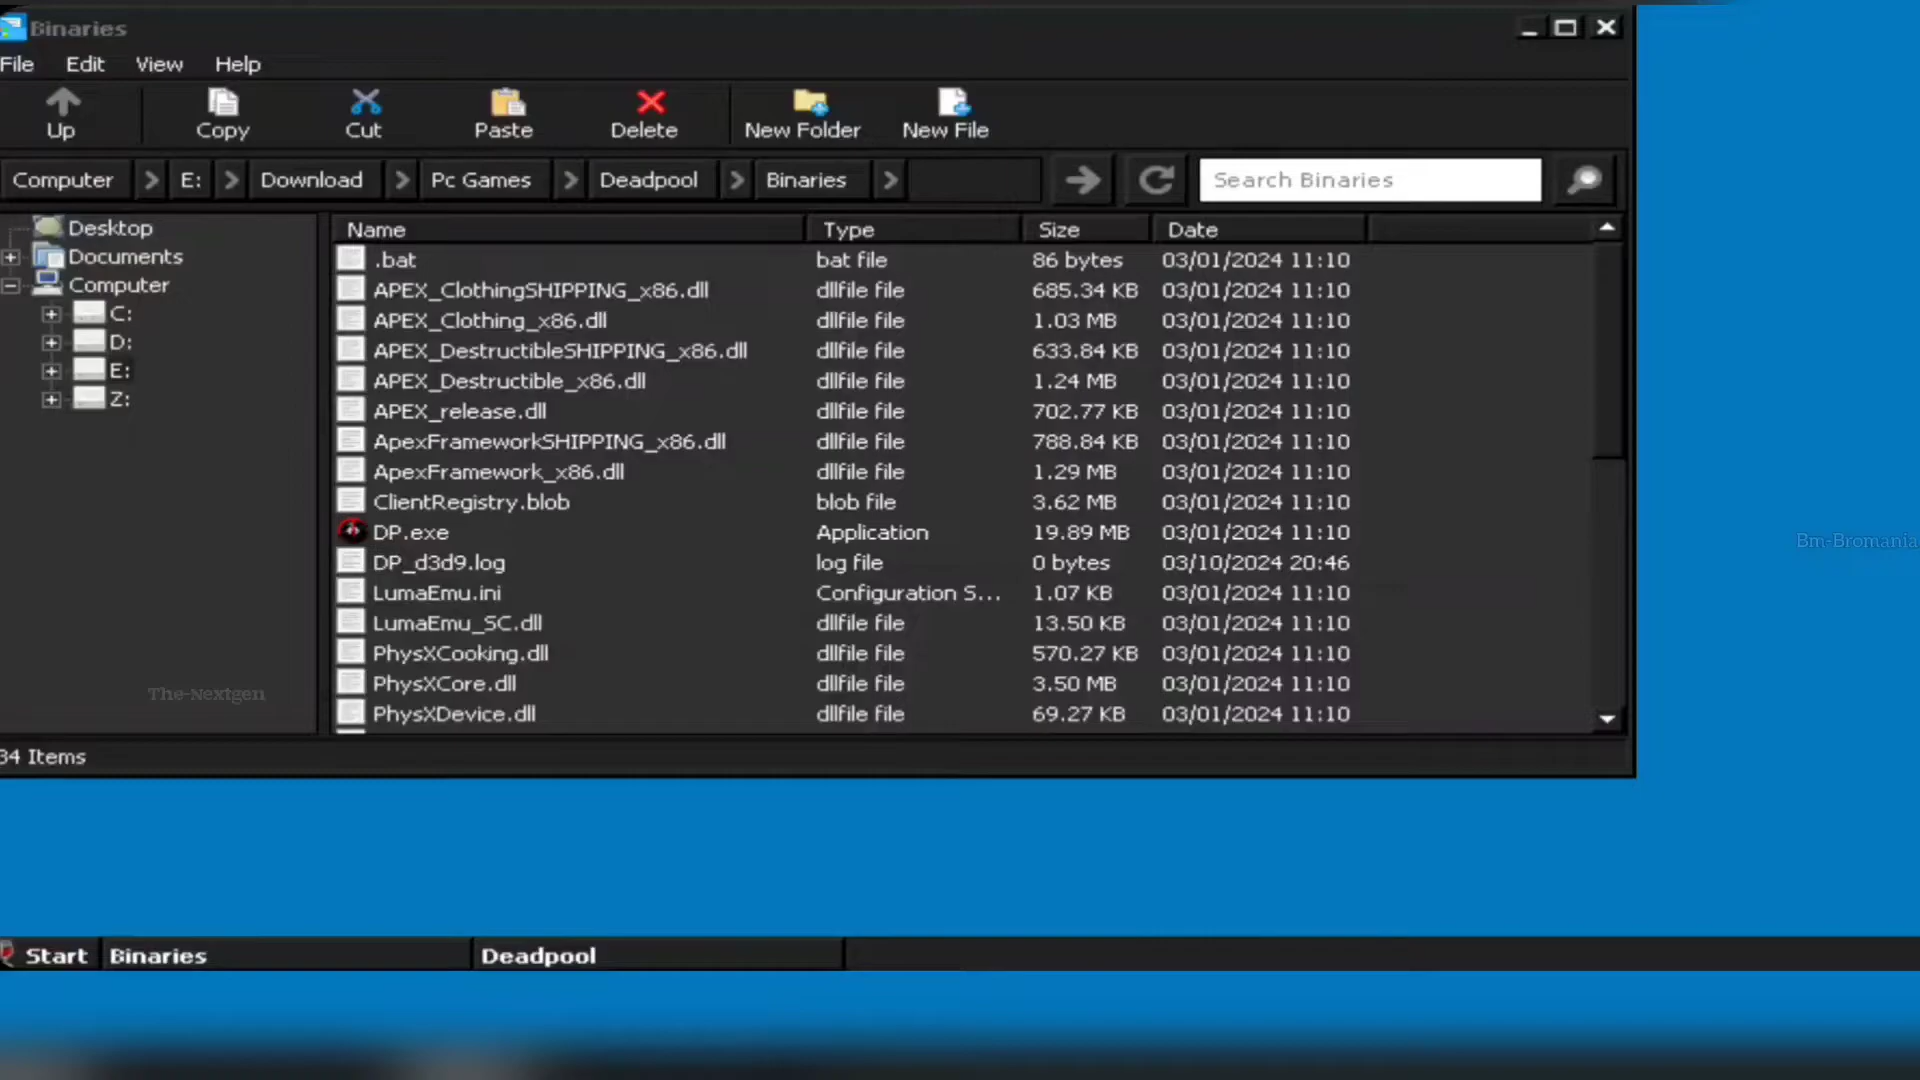 Binaries
File Edit View Help
Up Copy Cut Paste Delete New Folder New File
Computer E: Download Pc Games Deadpool Binaries Search Binaries
Desktop
Documents
Computer
C:
D:
E:
Z:
Name Type Size Date
.bat bat file 86 bytes 03/01/2024 11:10
APEX_ClothingSHIPPING_x86.dll dllfile file 685.34 KB 03/01/2024 11:10
APEX_Clothing_x86.dll dllfile file 1.03 MB 03/01/2024 11:10
APEX_DestructibleSHIPPING_x86.dll dllfile file 633.84 KB 03/01/2024 11:10
APEX_Destructible_x86.dll dllfile file 1.24 MB 03/01/2024 11:10
APEX_release.dll dllfile file 702.77 KB 03/01/2024 11:10
ApexFrameworkSHIPPING_x86.dll dllfile file 788.84 KB 03/01/2024 11:10
ApexFramework_x86.dll dllfile file 1.29 MB 03/01/2024 11:10
ClientRegistry.blob blob file 3.62 MB 03/01/2024 11:10
DP.exe Application 19.89 MB 03/01/2024 11:10
DP_d3d9.log log file 0 bytes 03/10/2024 20:46
LumaEmu.ini Configuration S... 1.07 KB 03/01/2024 11:10
LumaEmu_SC.dll dllfile file 13.50 KB 03/01/2024 11:10
PhysXCooking.dll dllfile file 570.27 KB 03/01/2024 11:10
PhysXCore.dll dllfile file 3.50 MB 03/01/2024 11:10
PhysXDevice.dll dllfile file 69.27 KB 03/01/2024 11:10
The-Nextgen
Bm-Bromania
34 Items
Start Binaries Deadpool